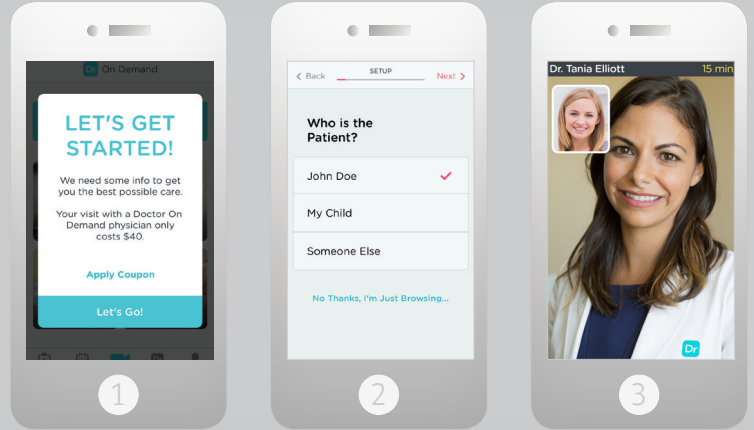 Dr On Demand
LET'S GET
STARTED!
We need some info to get
you the best possible care.
Your visit with a Doctor On
Demand physician only
costs $40.
Apply Coupon
Let's Go!
1
Back
SETUP
Next
Who is the
Patient?
John Doe
My Child
Someone Else
No Thanks, I'm Just Browsing...
2
Dr. Tania Elliott
15 min
Dr
3